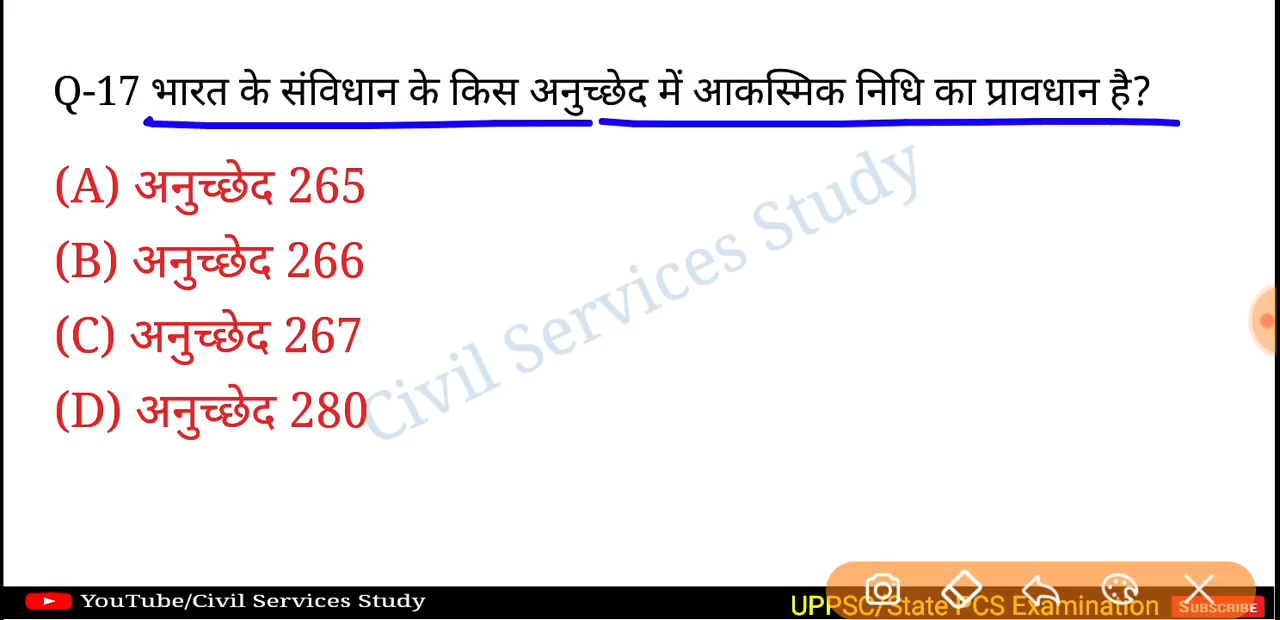 Q-17 भारत के संविधान के किस अनुच्छेद में आकस्मिक निधि का प्रावधान है?
(A) अनुच्छेद 265
(B) अनुच्छेद 266
(C) अनुच्छेद 267
(D) अनुच्छेद 280
Civil Services Study
YouTube/Civil Services Study
UPPSC/State PCS Examination
SUBSCRIBE